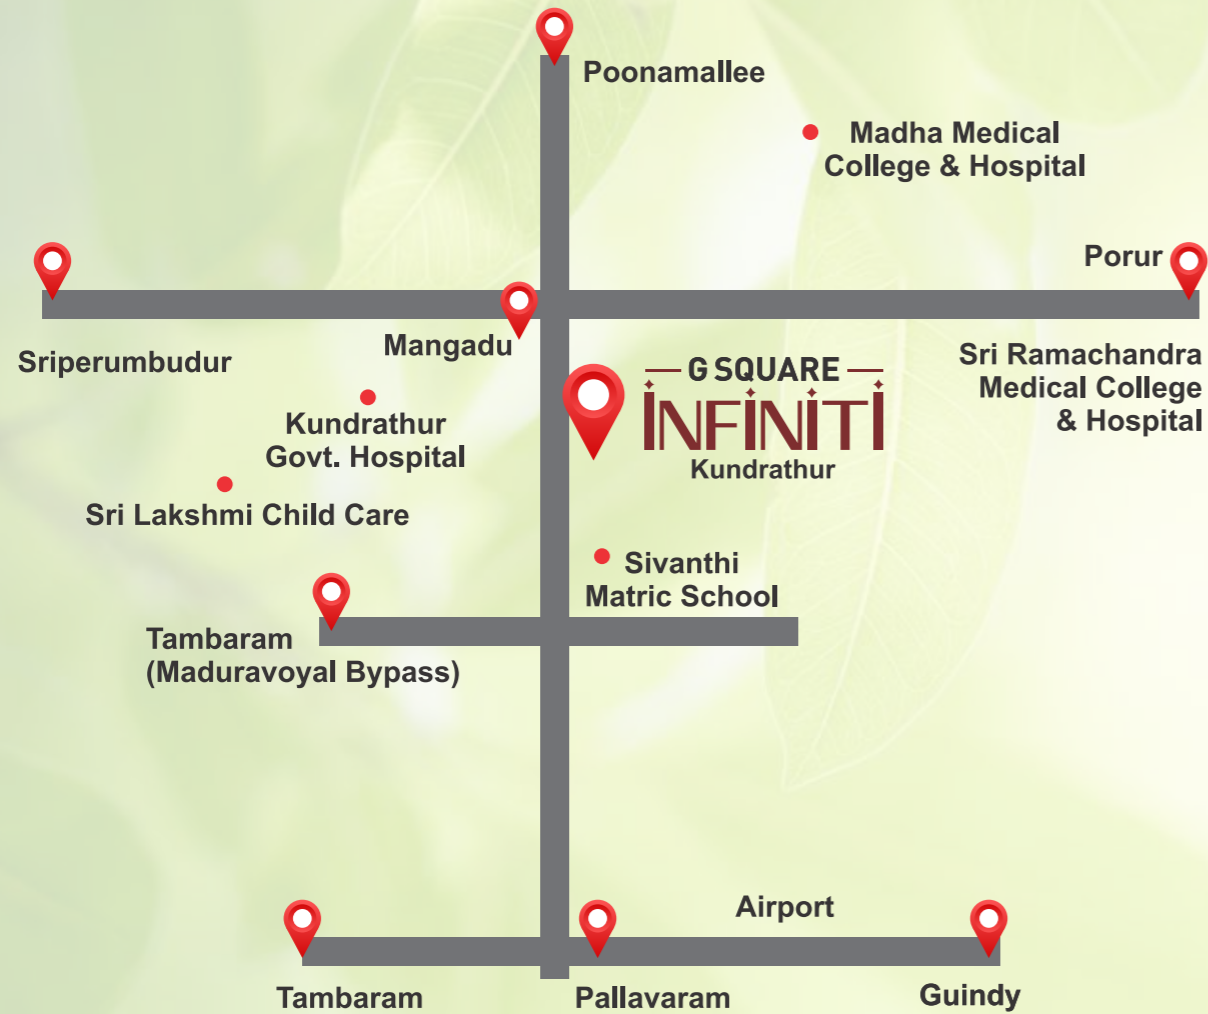 Poonamallee
Madha Medical
College & Hospital
Porur
Sriperumbudur
Mangadu
Sri Ramachandra
Medical College
& Hospital
G SQUARE
INFINITI
Kundrathur
Kundrathur
Govt. Hospital
Sri Lakshmi Child Care
Sivanthi
Matric School
Tambaram
(Maduravoyal Bypass)
Airport
Tambaram
Pallavaram
Guindy